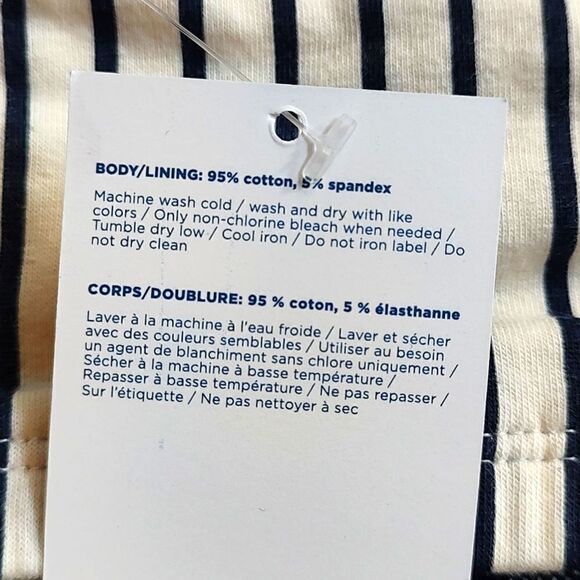 BODY/LINING: 95% cotton, 5% spandex
Machine wash cold / wash and dry with like
colors / Only non-chlorine bleach when needed /
Tumble dry low / Cool iron / Do not iron label / Do
not dry clean
CORPS/DOUBLURE: 95 % coton, 5 % élasthanne
Laver à la machine à l'eau froide / Laver et sécher
avec des couleurs semblables / Utiliser au besoin
un agent de blanchiment sans chlore uniquement /
Sécher à la machine à basse température /
Repasser à basse température / Ne pas repasser /
Sur l'étiquette / Ne pas nettoyer à sec